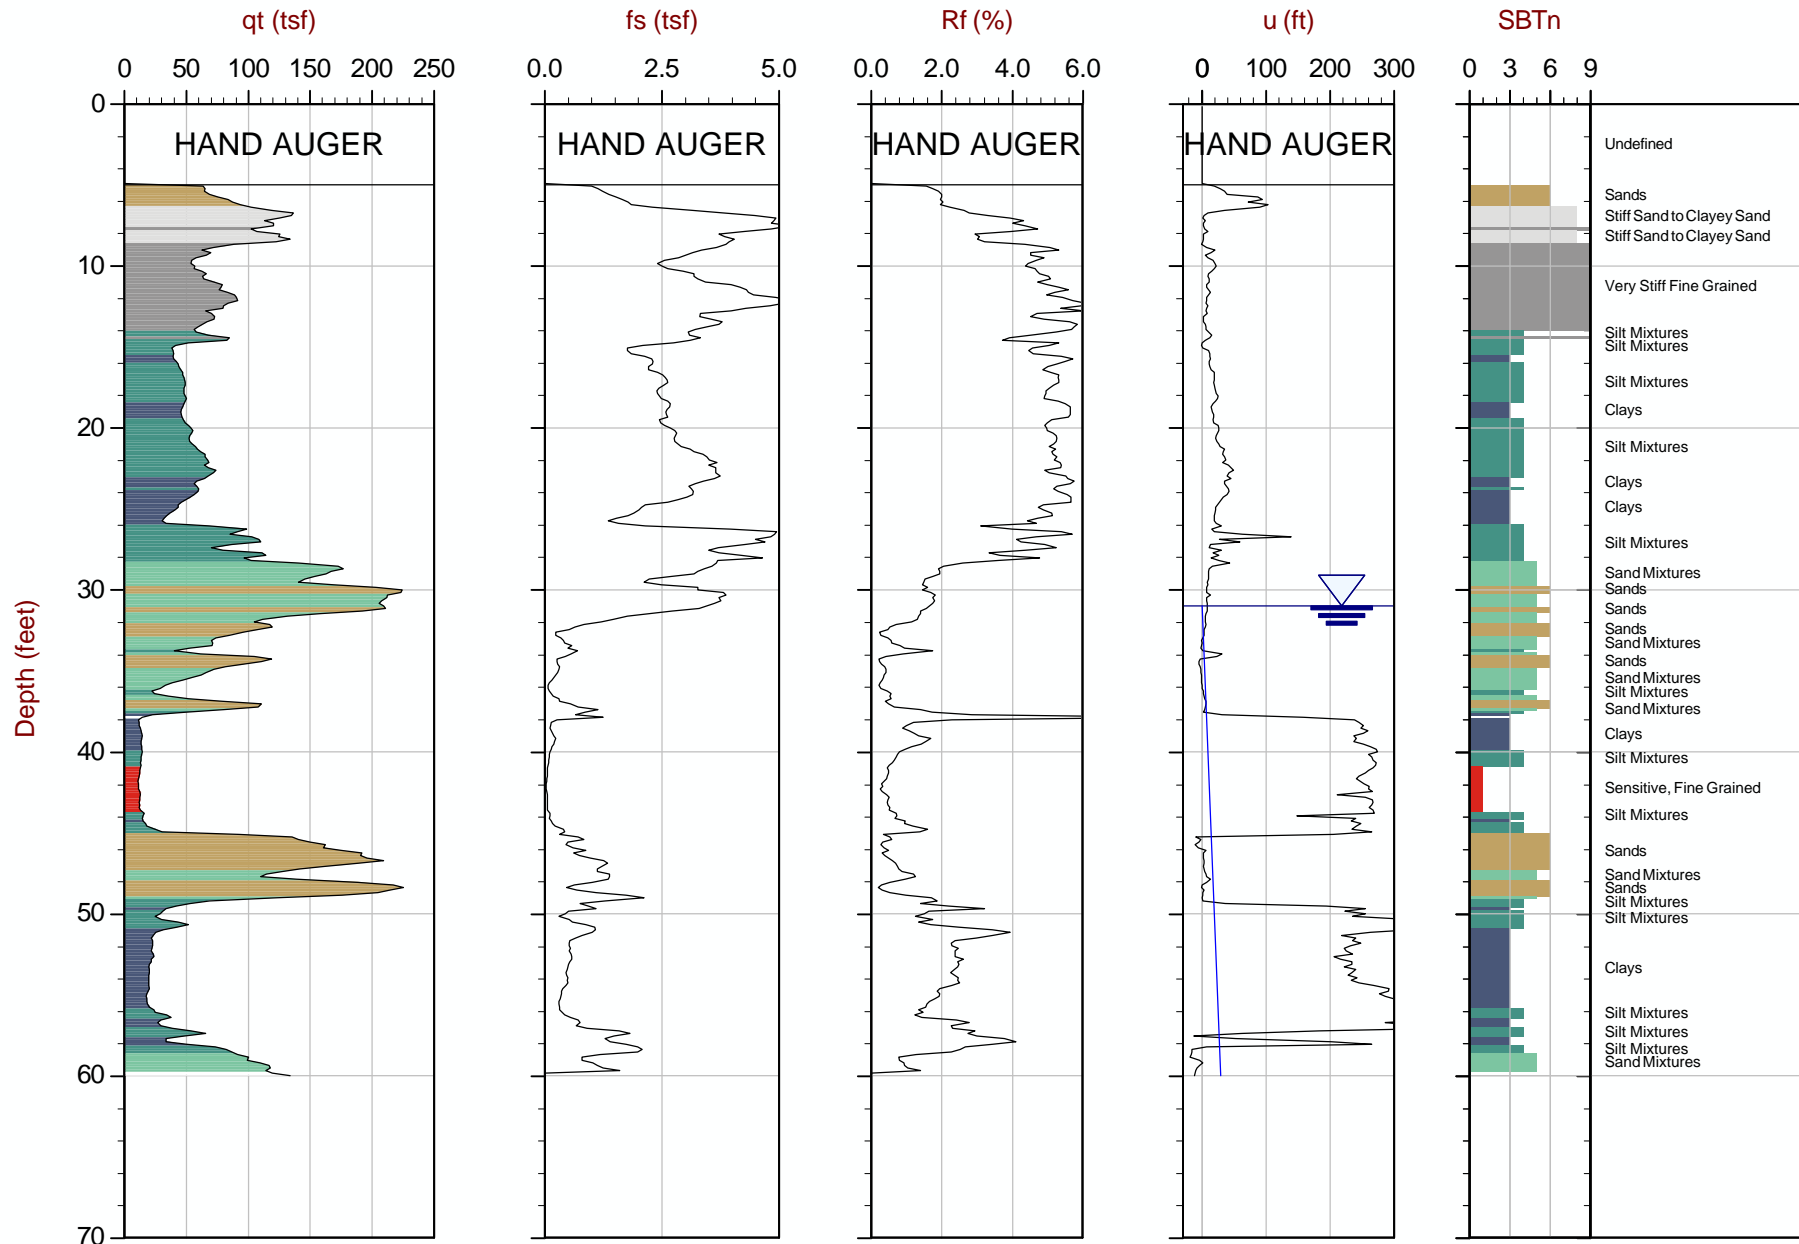 qt (tsf) fs (tsf) Rf (%) u (ft) SBTn
0 50 100 150 200 250 0.0 2.5 5.0 0.0 2.0 4.0 6.0 0 100 200 300 0 3 6 9
0
HAND AUGER HAND AUGER HAND AUGER HAND AUGER Undefined
Sands
Stiff Sand to Clayey Sand
Stiff Sand to Clayey Sand
10
Very Stiff Fine Grained
Silt Mixtures
Silt Mixtures
Silt Mixtures
Clays
20
Silt Mixtures
Clays
Clays
Silt Mixtures
Sand Mixtures
30 Sands
Sands
Sands
Sand Mixtures
Depth (feet)
Sands
Sand Mixtures
Silt Mixtures
Sand Mixtures
Clays
40 Silt Mixtures
Sensitive, Fine Grained
Silt Mixtures
Sands
Sand Mixtures
Sands
Silt Mixtures
50 Silt Mixtures
Clays
Silt Mixtures
Silt Mixtures
Silt Mixtures
Sand Mixtures
60
70